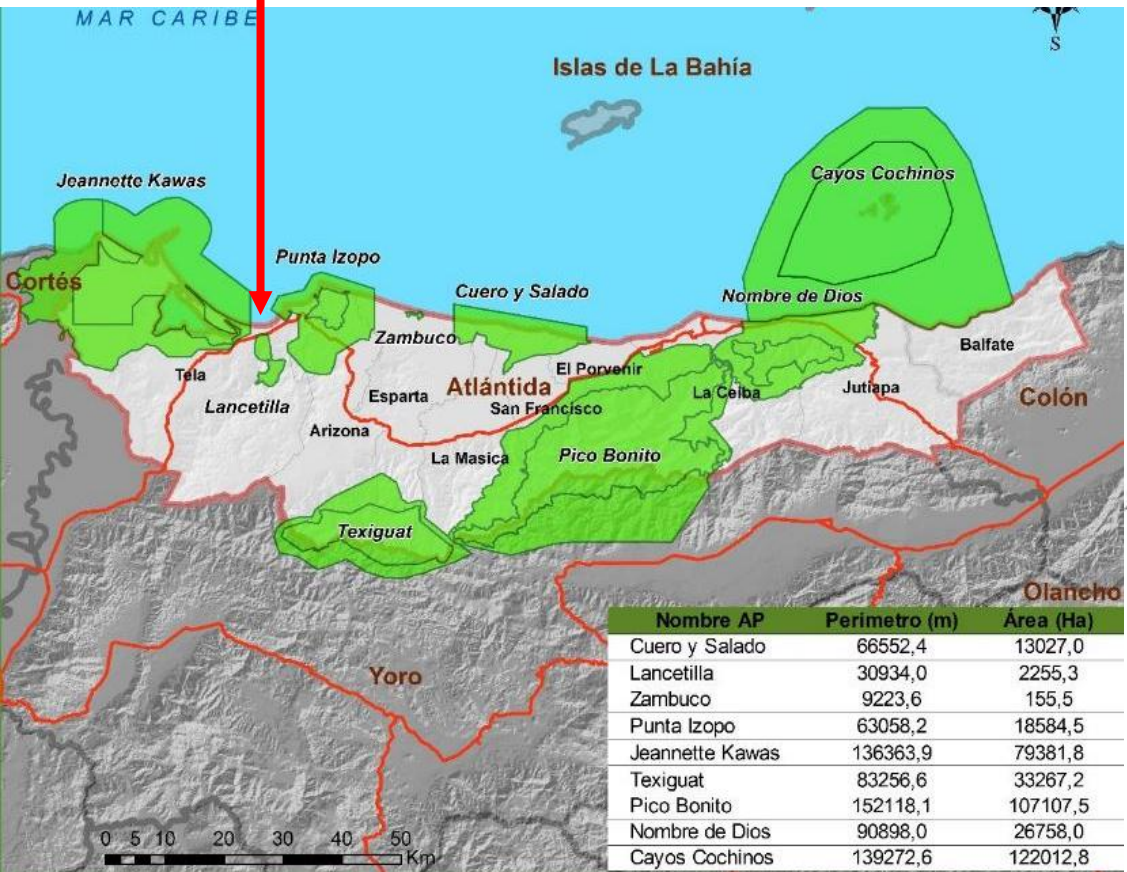 MAR CARIBE
S
Islas de La Bahía
Cayos Cochinos
Jeannette Kawas
Punta Izopo
Cortés
Cuero y Salado
Nombre de Dios
Zambuco
Balfate
El Porvenir
Tela
Atlántida
Jutiapa
La Ceiba
Esparta
Colón
Lancetilla
San Francisco
Arizona
La Masica
Pico Bonito
Texiguat
Olancho
Nombre AP Perimetro (m) Área (Ha)
Cuero y Salado 66552,4 13027,0
Lancetilla 30934,0 2255,3
Zambuco 9223,6 155,5
Punta Izopo 63058,2 18584,5
Jeannette Kawas 136363,9 79381,8
Texiguat 83256,6 33267,2
Pico Bonito 152118,1 107107,5
Nombre de Dios 90898,0 26758,0
Cayos Cochinos 139272,6 122012,8
Yoro
0 5 10 20 30 40 50
Km